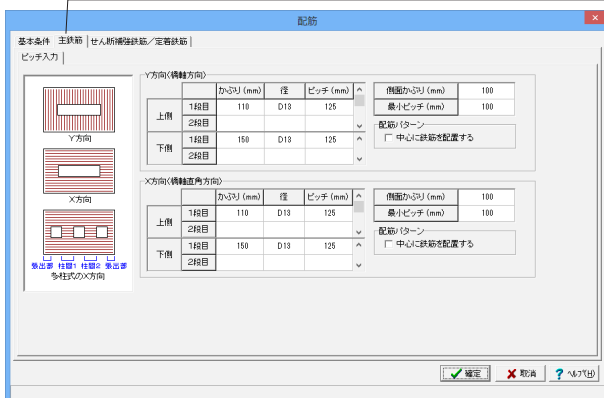 配筋
基本条件 主鉄筋 せん断補強鉄筋／定着鉄筋
ピッチ入力
Y方向
X方向
張出部 柱間1 柱間2 張出部
多柱式のX方向
Y方向(橋軸方向)
かぶり(mm) 径 ピッチ(mm)
上側 1段目 110 D13 125
2段目
下側 1段目 150 D13 125
2段目
側面かぶり(mm) 100
最小ピッチ(mm) 100
配筋パターン
中心に鉄筋を配置する
X方向(橋軸直角方向)
かぶり(mm) 径 ピッチ(mm)
上側 1段目 110 D13 125
2段目
下側 1段目 150 D13 125
2段目
側面かぶり(mm) 100
最小ピッチ(mm) 100
配筋パターン
中心に鉄筋を配置する
確定 取消 ? ヘルプ(H)